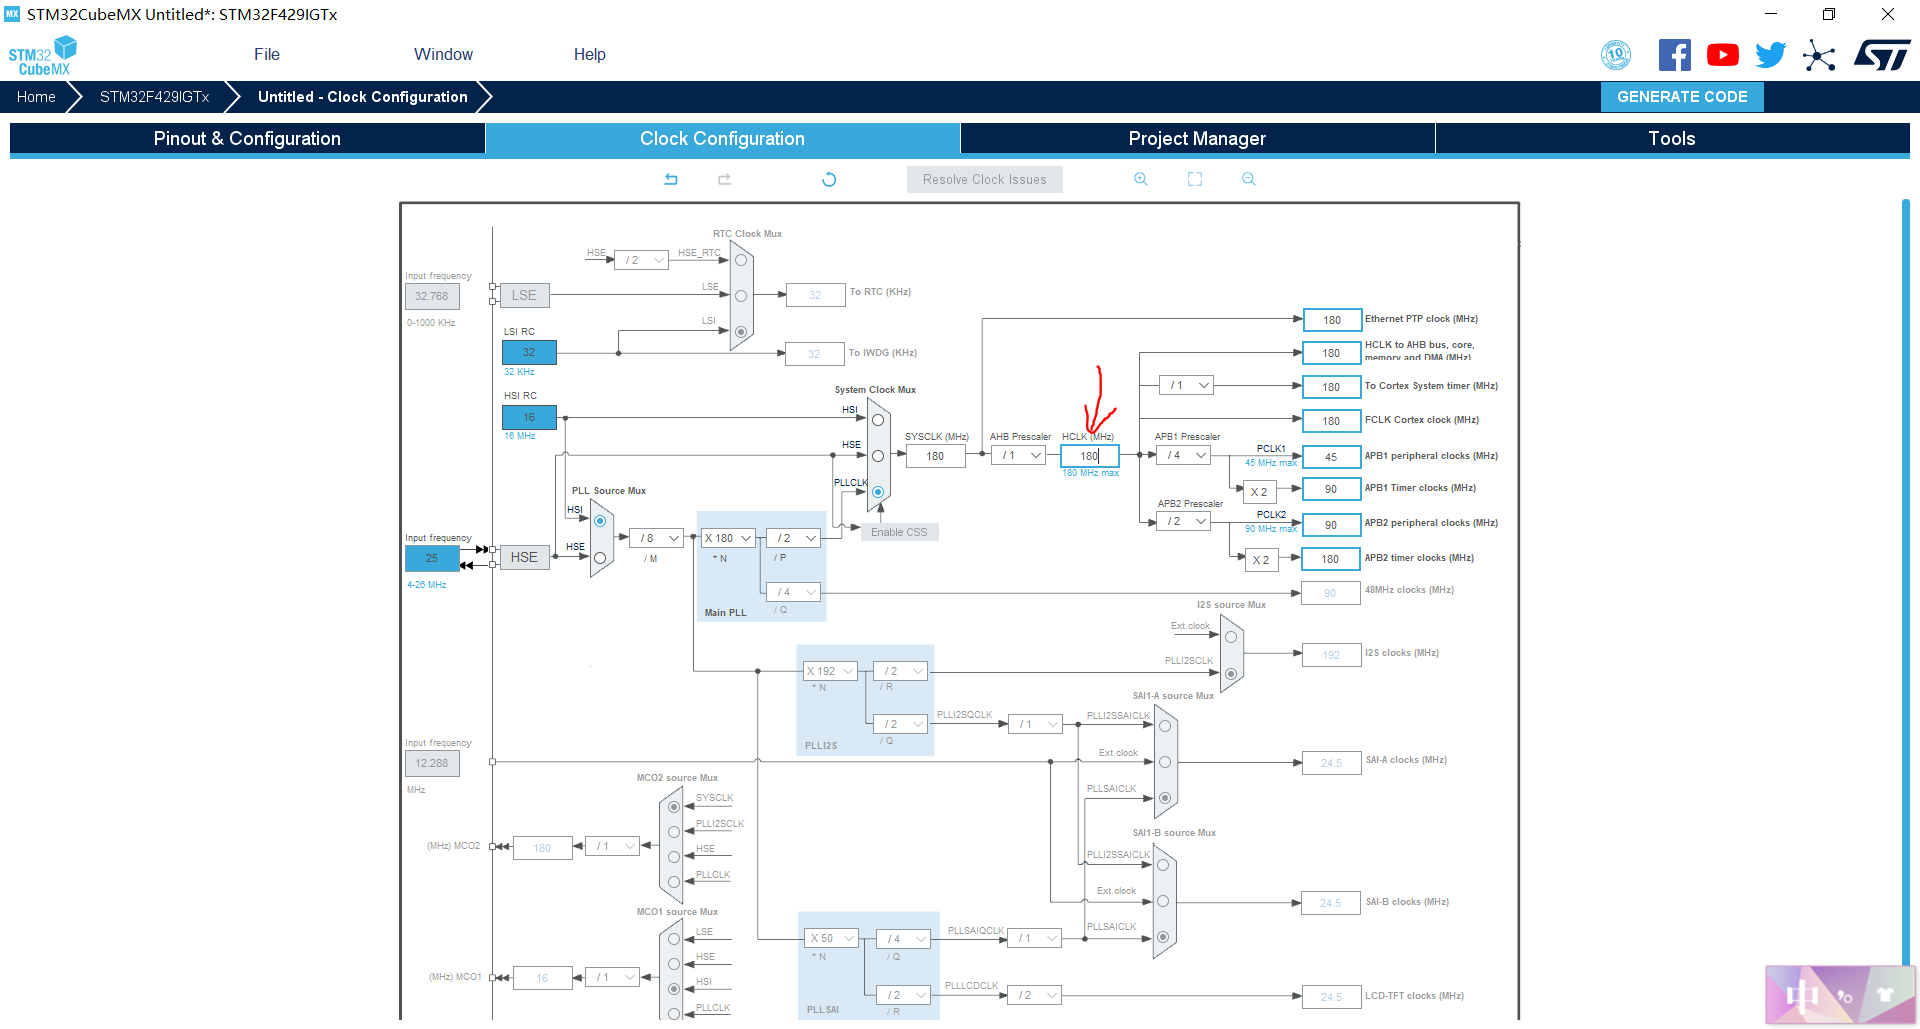 MX STM32CubeMX Untitled*: STM32F429IGTx
STM32 CubeMX
File Window Help
10
Home STM32F429IGTx Untitled - Clock Configuration GENERATE CODE
Pinout & Configuration Clock Configuration Project Manager Tools
Resolve Clock Issues
RTC Clock Mux
HSE / 2 HSE_RTC
Input frequency
32.768 LSE LSE 32 To RTC (KHz)
0-1000 KHz
LSI RC LSI
32 32 To IWDG (KHz)
32 KHz
180 Ethernet PTP clock (MHz)
180 HCLK to AHB bus, core,
memory and DMA (MHz)
/ 1 180 To Cortex System timer (MHz)
System Clock Mux
HSI RC HSI
16 180 FCLK Cortex clock (MHz)
16 MHz
HSE SYSCLK (MHz) AHB Prescaler HCLK (MHz) APB1 Prescaler
180 / 1 180 / 4 PCLK1 45 APB1 peripheral clocks (MHz)
180 MHz max 45 MHz max
PLLCLK
X 2 90 APB1 Timer clocks (MHz)
PLL Source Mux
HSI APB2 Prescaler
/ 2 PCLK2 90 APB2 peripheral clocks (MHz)
90 MHz max
Enable CSS
Input frequency
25 HSE HSE / 8 X 180 / 2 X 2 180 APB2 timer clocks (MHz)
4-26 MHz / M * N / P
/ 4 90 48MHz clocks (MHz)
Main PLL / Q
I2S source Mux
Ext.clock
PLLI2SCLK 192 I2S clocks (MHz)
X 192 / 2
* N / R
SAI1-A source Mux
/ 2 PLLI2SQCLK / 1 PLLI2SSAICLK
PLLI2S / Q
Input frequency
12.288 Ext.clock 24.5 SAI-A clocks (MHz)
MHz
PLLSAICLK
MCO2 source Mux
SYSCLK
PLLI2SCLK
(MHz) MCO2 180 / 1 HSE
PLLCLK
SAI1-B source Mux
PLLI2SSAICLK
Ext.clock 24.5 SAI-B clocks (MHz)
PLLSAICLK
MCO1 source Mux
LSE
HSE
(MHz) MCO1 16 / 1 HSI
PLLCLK
X 50 / 4 PLLSAIQCLK / 1
* N / Q
/ 2 PLLLCDCLK / 2 24.5 LCD-TFT clocks (MHz)
PLLSAI / R
中